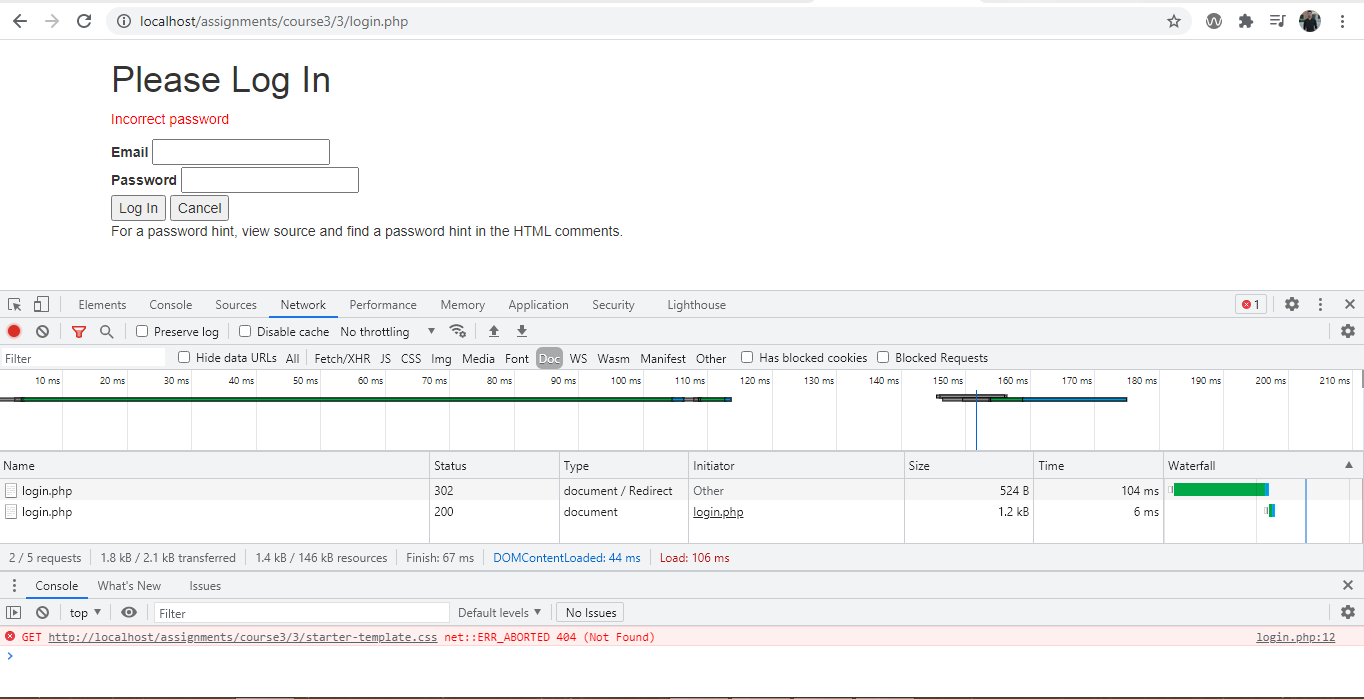 localhost/assignments/course3/3/login.php
Please Log In
Incorrect password
Email
Password
Log In Cancel
For a password hint, view source and find a password hint in the HTML comments.
Elements Console Sources Network Performance Memory Application Security Lighthouse 1
Preserve log Disable cache No throttling
Filter Hide data URLs All Fetch/XHR JS CSS Img Media Font Doc WS Wasm Manifest Other Has blocked cookies Blocked Requests
10 ms 20 ms 30 ms 40 ms 50 ms 60 ms 70 ms 80 ms 90 ms 100 ms 110 ms 120 ms 130 ms 140 ms 150 ms 160 ms 170 ms 180 ms 190 ms 200 ms 210 ms
Name Status Type Initiator Size Time Waterfall
login.php 302 document / Redirect Other 524 B 104 ms
login.php 200 document login.php 1.2 kB 6 ms
2 / 5 requests 1.8 kB / 2.1 kB transferred 1.4 kB / 146 kB resources Finish: 67 ms DOMContentLoaded: 44 ms Load: 106 ms
Console What's New Issues
top Filter Default levels No Issues
GET http://localhost/assignments/course3/3/starter-template.css net::ERR_ABORTED 404 (Not Found) login.php:12